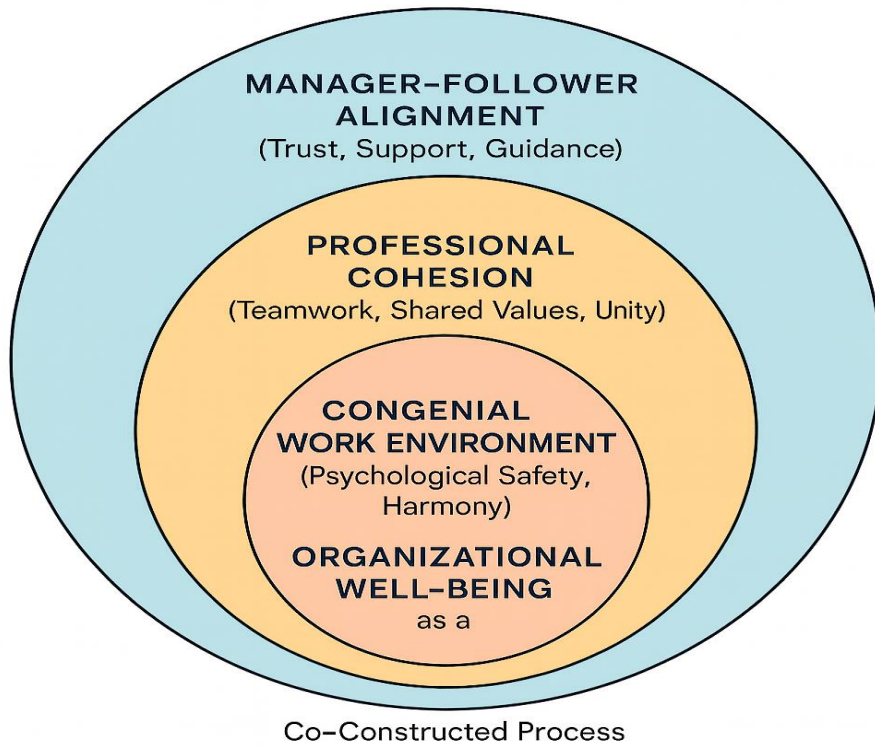 MANAGER–FOLLOWER
ALIGNMENT
(Trust, Support, Guidance)
PROFESSIONAL
COHESION
(Teamwork, Shared Values, Unity)
CONGENIAL
WORK ENVIRONMENT
(Psychological Safety,
Harmony)
ORGANIZATIONAL
WELL–BEING
as a
Co–Constructed Process